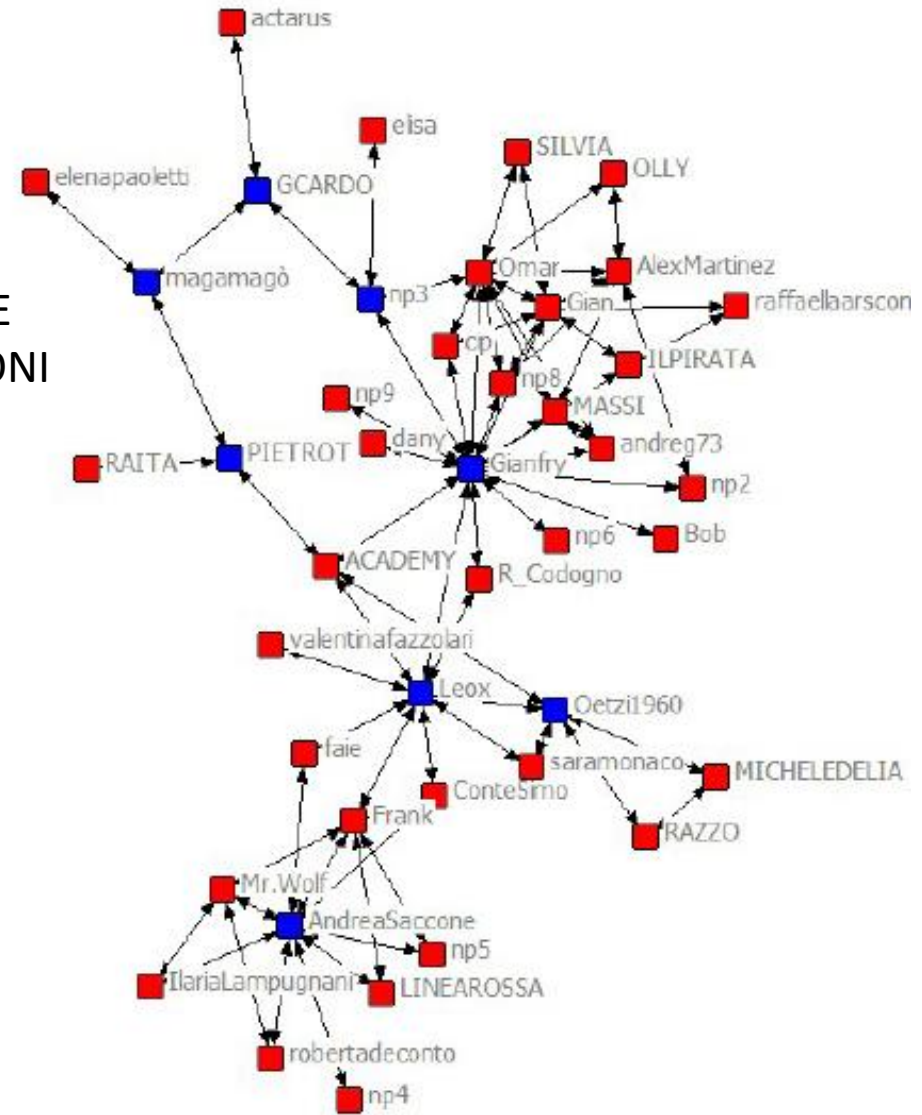 actarus
elisa
SILVIA
OLLY
elenapaoletti
GCARDO
Omar
AlexMartinez
magamagò
np3
Gian
raffaellaarscon
E
cp
ILPIRATA
ONI
np8
np9
MASSI
dany
andreg73
PIETROT
Gianfry
RAITA
np2
np6
Bob
ACADEMY
R_Codogno
valentinafazzolari
Leox
Oetzi1960
faie
saramonaco
MICHELEDELIA
ConteSimo
Frank
RAZZO
Mr.Wolf
AndreaSaccone
np5
IlariaLampugnani
LINEAROSSA
robertadeconto
np4